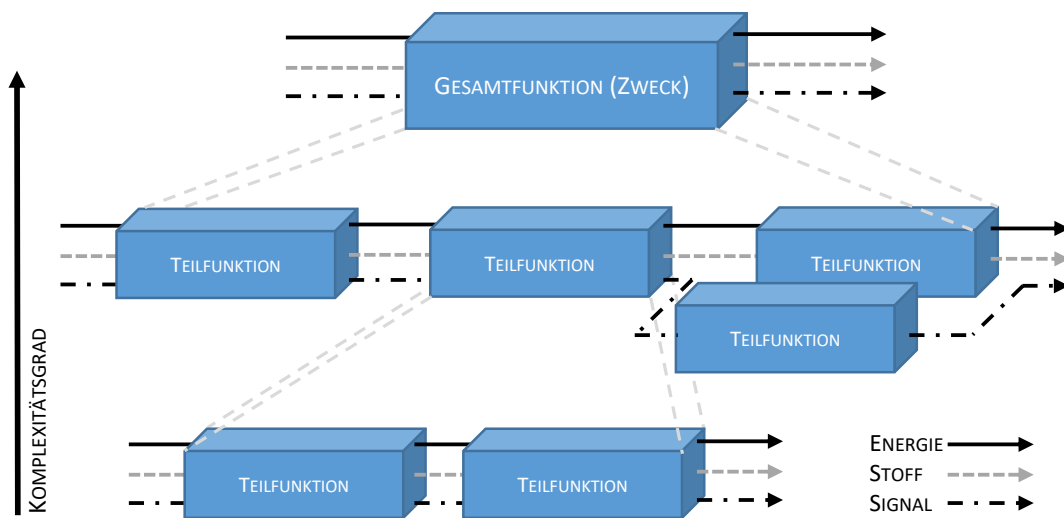 GESAMTFUNKTION (ZWECK)
TEILFUNKTION
TEILFUNKTION
TEILFUNKTION
TEILFUNKTION
TEILFUNKTION
TEILFUNKTION
KOMPLEXITÄTSGRAD
ENERGIE
STOFF
SIGNAL